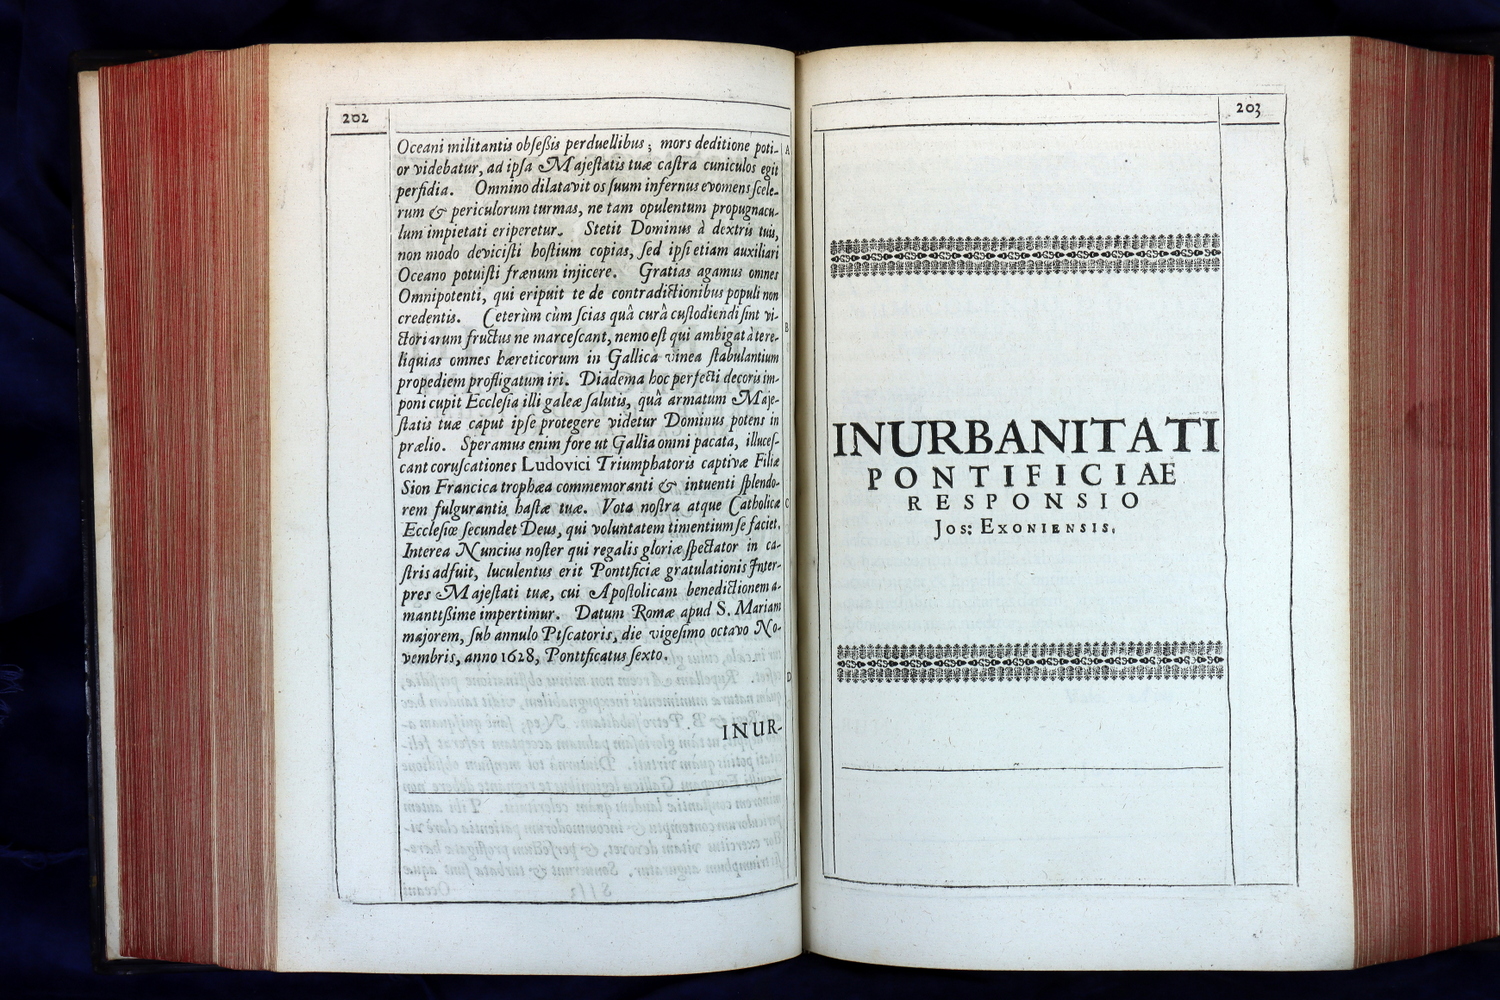 202
Oceani militantis obseßis perduellibus; mors deditione poti-
or videbatur, ad ipsa Majestatis tuæ castra cuniculos egit
perfidia. Omnino dilatavit os suum infernus evomens scele-
rum & periculorum turmas, ne tam opulentum propugnacu-
lum impietati eriperetur. Stetit Dominus à dextris tuis,
non modo devicisti hostium copias, sed ipsi etiam auxiliari
Oceano potuisti frænum injicere. Gratias agamus omnes
Omnipotenti, qui eripuit te de contradictionibus populi non
credentis. Ceterùm cùm scias quâ curâ custodiendi sint vi-
ctoriarum fructus ne marcescant, nemo est qui ambigat à te re-
liquias omnes hæreticorum in Gallica vinea stabulantium
propediem profligatum iri. Diadema hoc perfecti decoris im-
poni cupit Ecclesia illi galeæ salutis, quâ armatum Maje-
statis tuæ caput ipse protegere videtur Dominus potens in
prælio. Speramus enim fore ut Gallia omni pacata, illuces-
cant coruscationes Ludovici Triumphatoris captivæ Filiæ
Sion Francica trophæa commemoranti & intuenti splendo-
rem fulgurantis hastæ tuæ. Vota nostra atque Catholicæ
Ecclesiæ secundet Deus, qui voluntatem timentium se faciet.
Interea Nuncius noster qui regalis gloriæ spectator in ca-
stris adfuit, luculentus erit Pontificiæ gratulationis Inter-
pres Majestati tuæ, cui Apostolicam benedictionem a-
mantißime impertimur. Datum Romæ apud S. Mariam
majorem, sub annulo Piscatoris, die vigesimo octavo No-
vembris, anno 1628, Pontificatus sexto.
INUR-
A
B
C
D
203
INURBANITATI
PONTIFICIAE
RESPONSIO
Jos: Exoniensis.